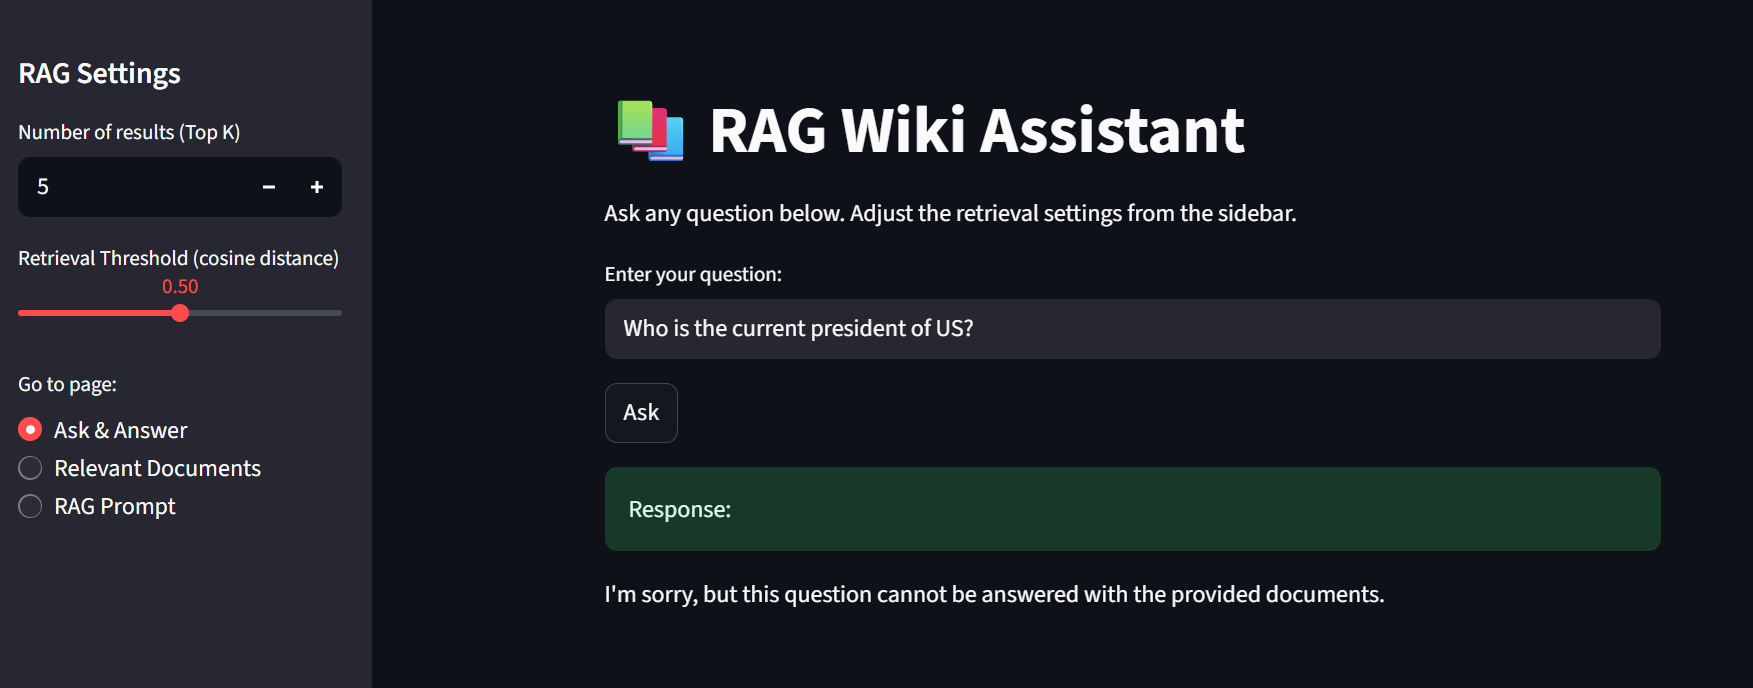 RAG Settings
Number of results (Top K)
5
Retrieval Threshold (cosine distance)
0.50
Go to page:
Ask & Answer
Relevant Documents
RAG Prompt
RAG Wiki Assistant
Ask any question below. Adjust the retrieval settings from the sidebar.
Enter your question:
Who is the current president of US?
Ask
Response:
I'm sorry, but this question cannot be answered with the provided documents.